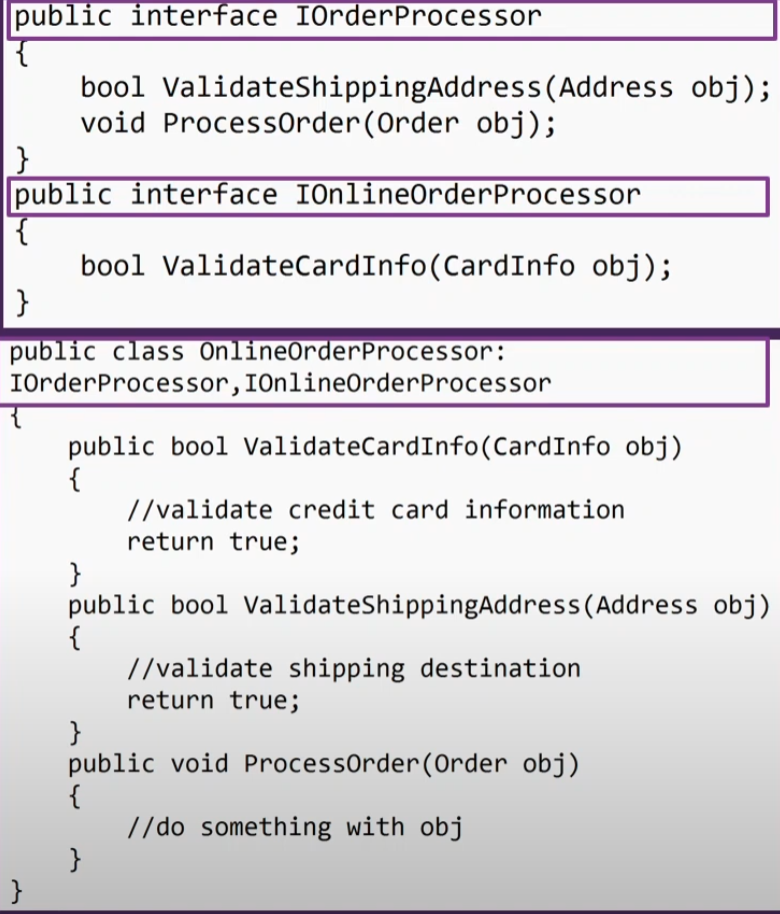 public interface IOrderProcessor
{
    bool ValidateShippingAddress(Address obj);
    void ProcessOrder(Order obj);
}
public interface IOnlineOrderProcessor
{
    bool ValidateCardInfo(CardInfo obj);
}
public class OnlineOrderProcessor:
IOrderProcessor,IOnlineOrderProcessor
{
    public bool ValidateCardInfo(CardInfo obj)
    {
        //validate credit card information
        return true;
    }
    public bool ValidateShippingAddress(Address obj)
    {
        //validate shipping destination
        return true;
    }
    public void ProcessOrder(Order obj)
    {
        //do something with obj
    }
}